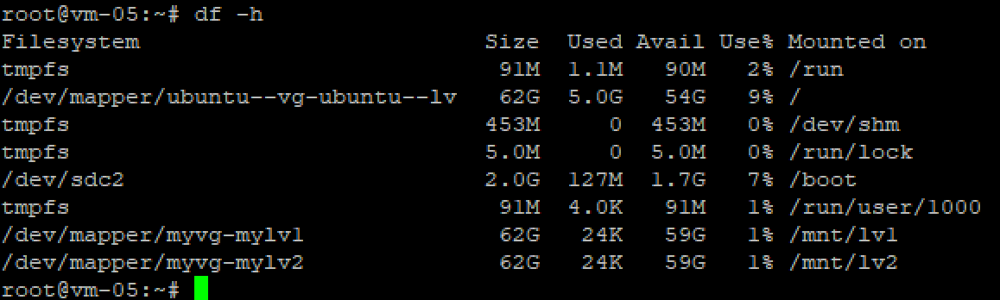 root@vm-05:~# df -h
Filesystem                         Size  Used Avail Use% Mounted on
tmpfs                               91M  1.1M   90M   2% /run
/dev/mapper/ubuntu--vg-ubuntu--lv   62G  5.0G   54G   9% /
tmpfs                              453M     0  453M   0% /dev/shm
tmpfs                              5.0M     0  5.0M   0% /run/lock
/dev/sdc2                          2.0G  127M  1.7G   7% /boot
tmpfs                               91M  4.0K   91M   1% /run/user/1000
/dev/mapper/myvg-mylv1              62G   24K   59G   1% /mnt/lv1
/dev/mapper/myvg-mylv2              62G   24K   59G   1% /mnt/lv2
root@vm-05:~#